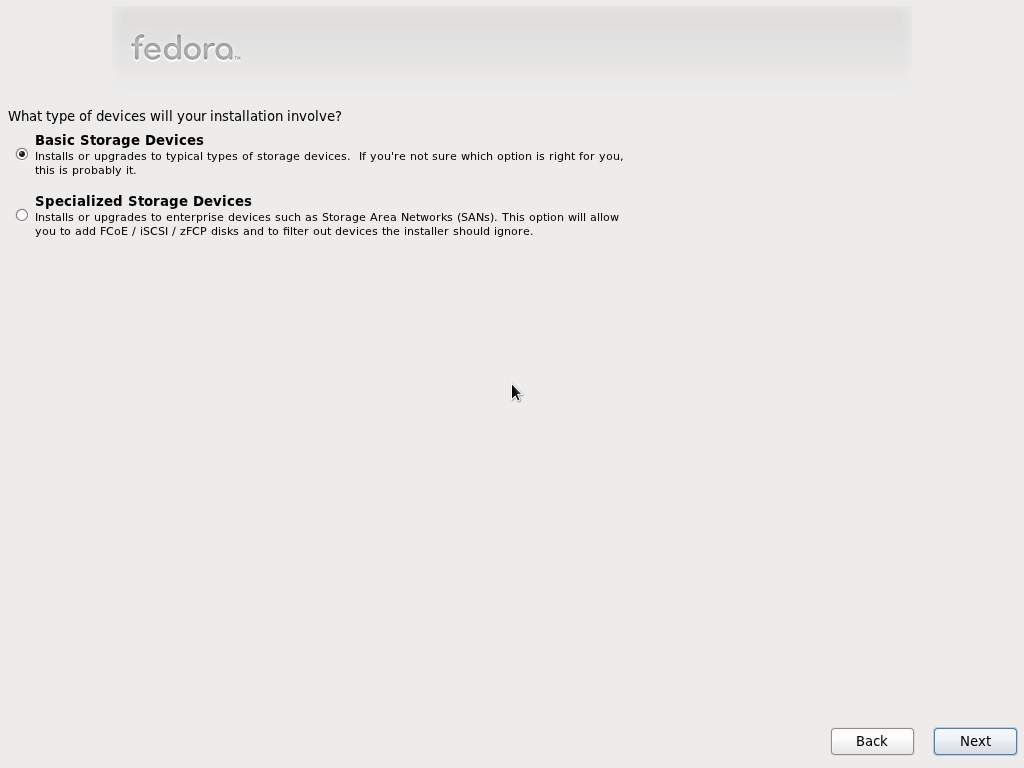 fedora™
What type of devices will your installation involve?
Basic Storage Devices
Installs or upgrades to typical types of storage devices.  If you're not sure which option is right for you,
this is probably it.
Specialized Storage Devices
Installs or upgrades to enterprise devices such as Storage Area Networks (SANs). This option will allow
you to add FCoE / iSCSI / zFCP disks and to filter out devices the installer should ignore.
Back
Next